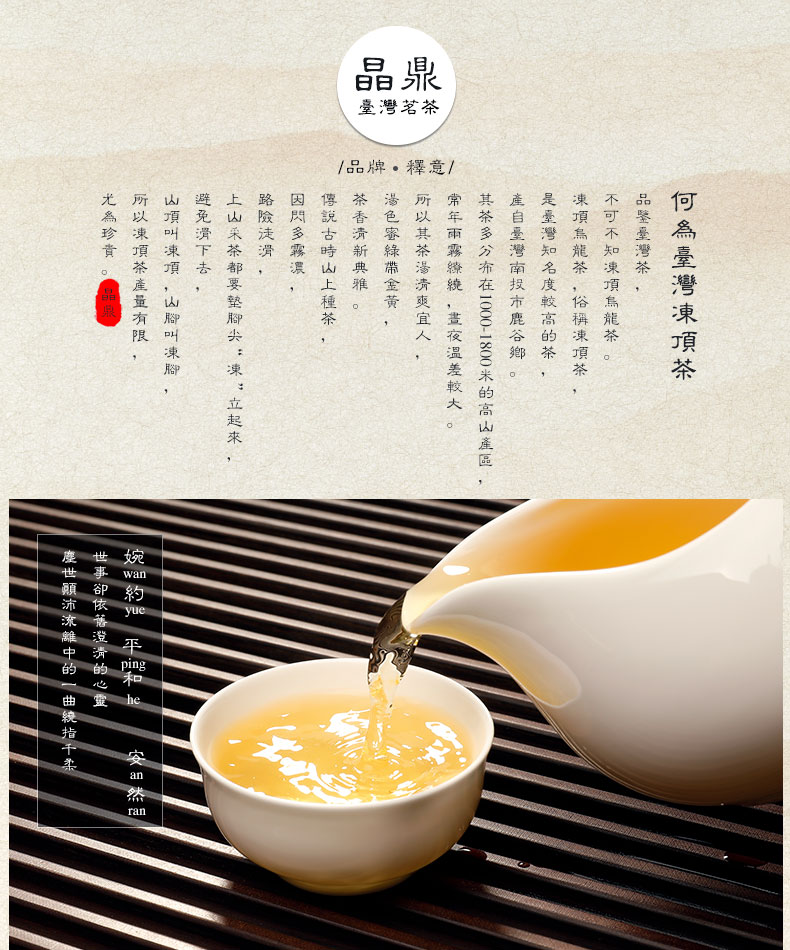 晶鼎
臺灣茗茶
/品牌•釋意/
何為臺灣凍頂茶
品鑒臺灣茶，
不可不知凍頂烏龍茶。
凍頂烏龍茶，俗稱凍頂茶，
是臺灣知名度較高的茶，
產自臺灣南投市鹿谷鄉。
其茶多分布在1000-1800米的高山產區，
常年雨霧繚繞，晝夜溫差較大。
所以其茶湯清爽宜人，
湯色蜜綠帶金黃，
茶香清新典雅。
傳說古時山上種茶，
因問多霧濃，
路險走滑，
上山采茶都要墊腳尖“凍”立起來，
避免滑下去，
山頂叫凍頂，山腳叫凍腳，
所以凍頂茶產量有限，
尤為珍貴。
晶鼎
婉wan約yue 平ping和he 安an然ran
世事卻依舊澄清的心靈
塵世顛沛流離中的一曲繞指千柔